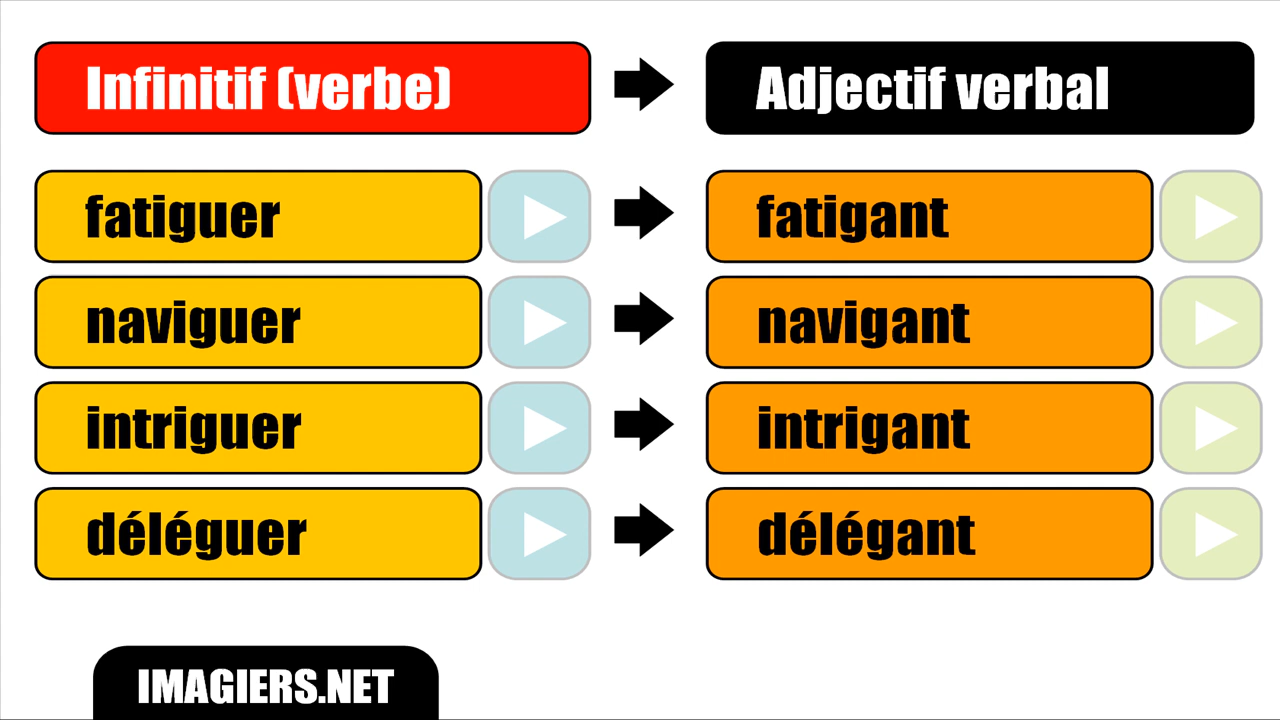 Infinitif (verbe) Adjectif verbal
fatiguer fatigant
naviguer navigant
intriguer intrigant
déléguer délégant
IMAGIERS.NET